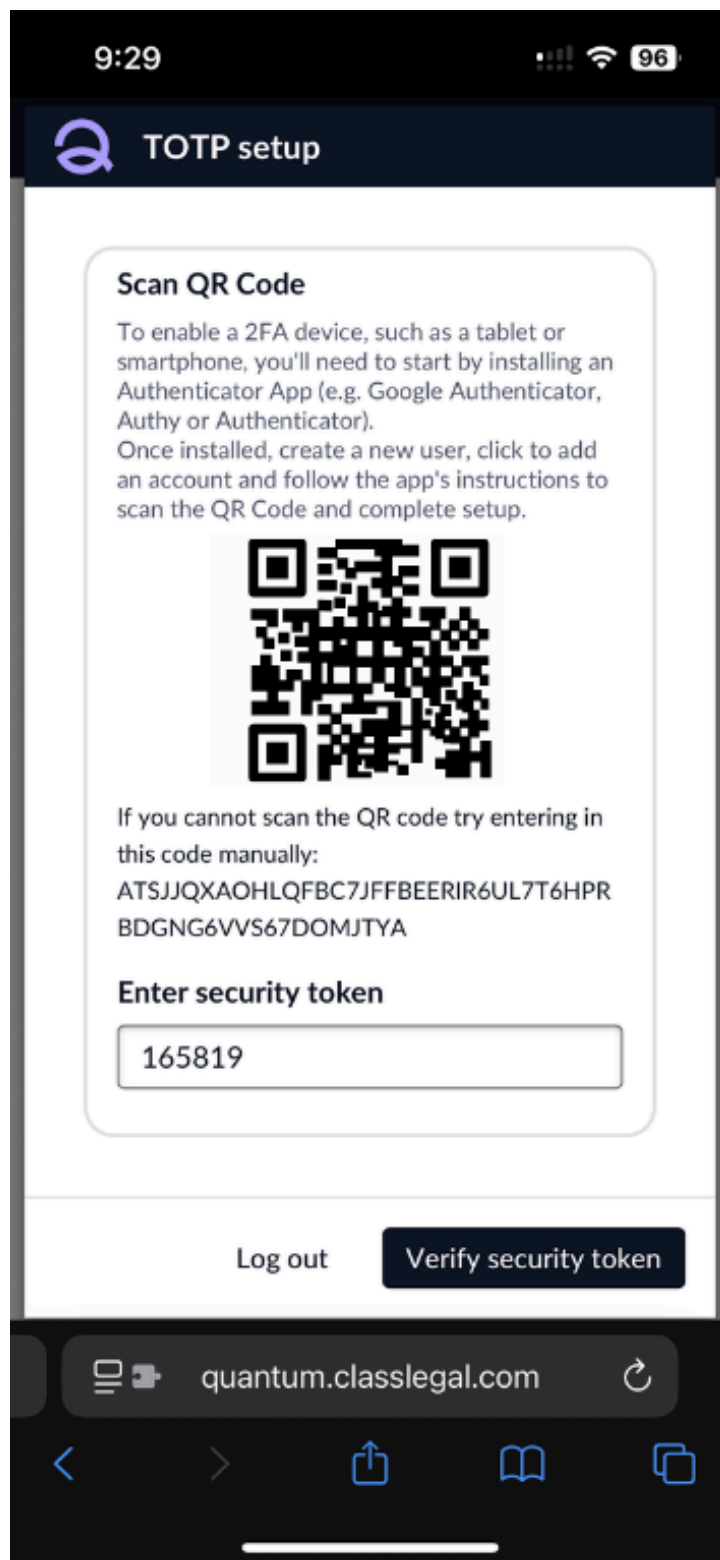 9:29
96
TOTP setup
Scan QR Code
To enable a 2FA device, such as a tablet or
smartphone, you'll need to start by installing an
Authenticator App (e.g. Google Authenticator,
Authy or Authenticator).
Once installed, create a new user, click to add
an account and follow the app's instructions to
scan the QR Code and complete setup.
If you cannot scan the QR code try entering in
this code manually:
ATSJJQXAOHLQFBC7JFFBEERIR6UL7T6HPR
BDGNG6VVS67DOMJTYA
Enter security token
165819
Log out
Verify security token
quantum.classlegal.com